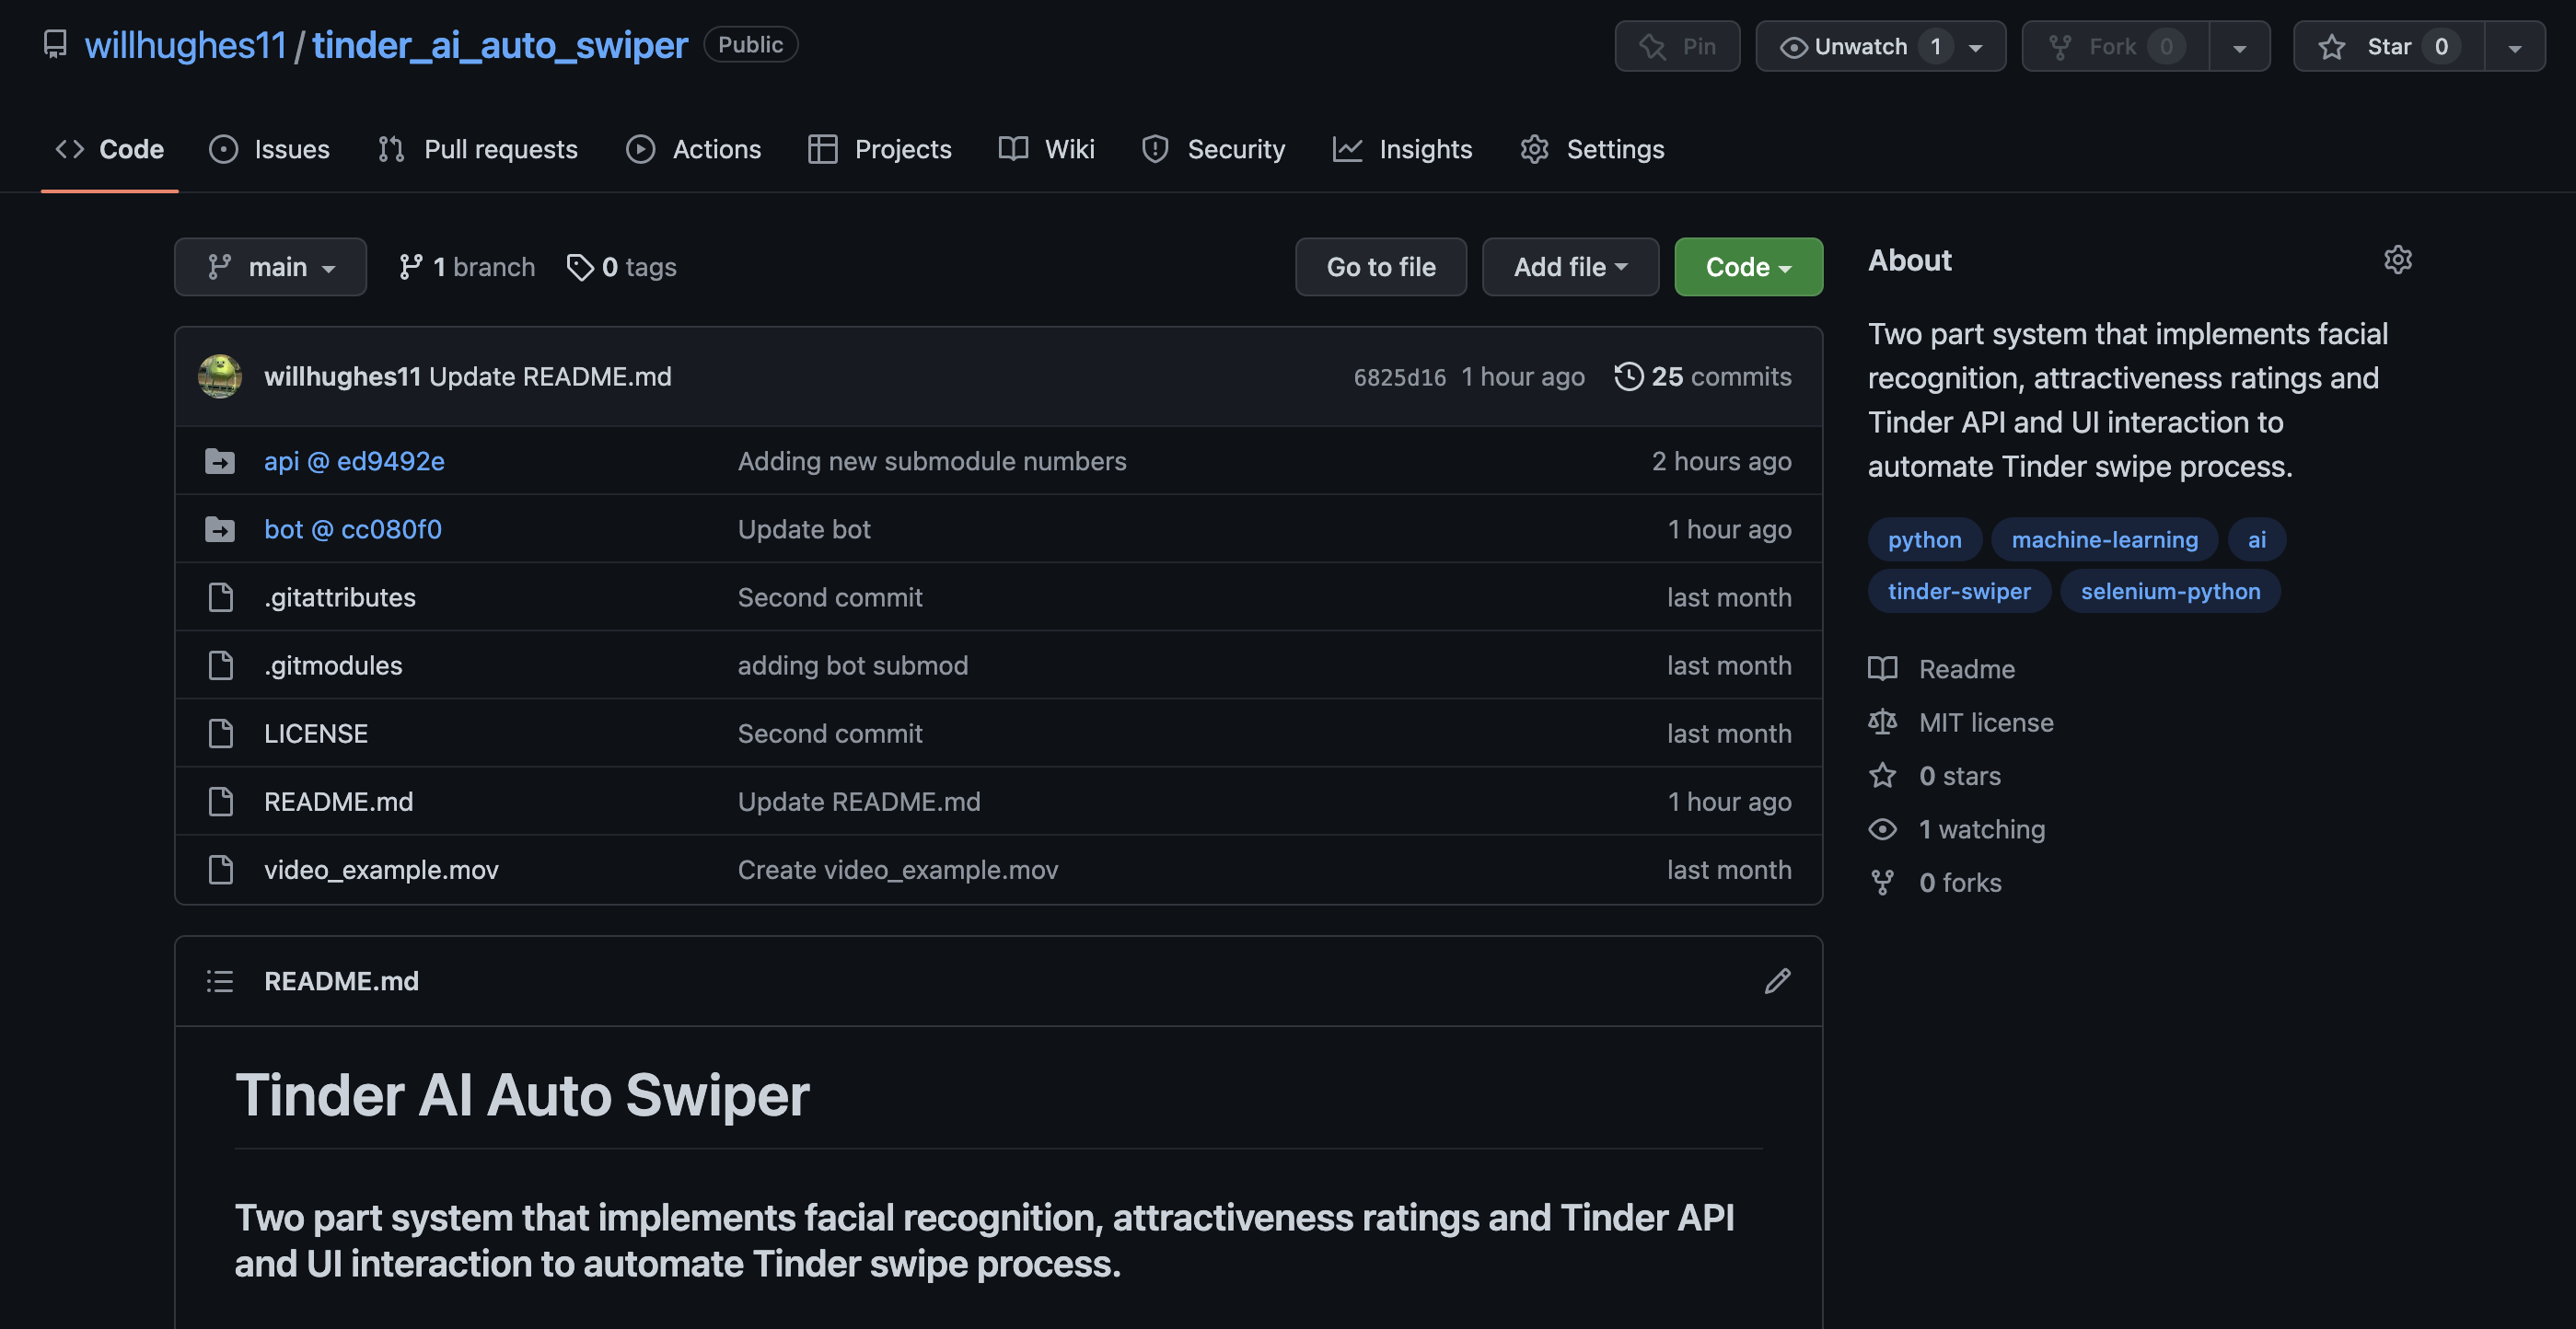 willhughes11 / tinder_ai_auto_swiper Public
Pin Unwatch 1 Fork 0 Star 0
Code Issues Pull requests Actions Projects Wiki Security Insights Settings
main 1 branch 0 tags Go to file Add file Code
willhughes11 Update README.md 6825d16 1 hour ago 25 commits
api @ ed9492e Adding new submodule numbers 2 hours ago
bot @ cc080f0 Update bot 1 hour ago
.gitattributes Second commit last month
.gitmodules adding bot submod last month
LICENSE Second commit last month
README.md Update README.md 1 hour ago
video_example.mov Create video_example.mov last month
README.md
Tinder AI Auto Swiper
Two part system that implements facial recognition, attractiveness ratings and Tinder API
and UI interaction to automate Tinder swipe process.
About
Two part system that implements facial
recognition, attractiveness ratings and
Tinder API and UI interaction to
automate Tinder swipe process.
python machine-learning ai
tinder-swiper selenium-python
Readme
MIT license
0 stars
1 watching
0 forks